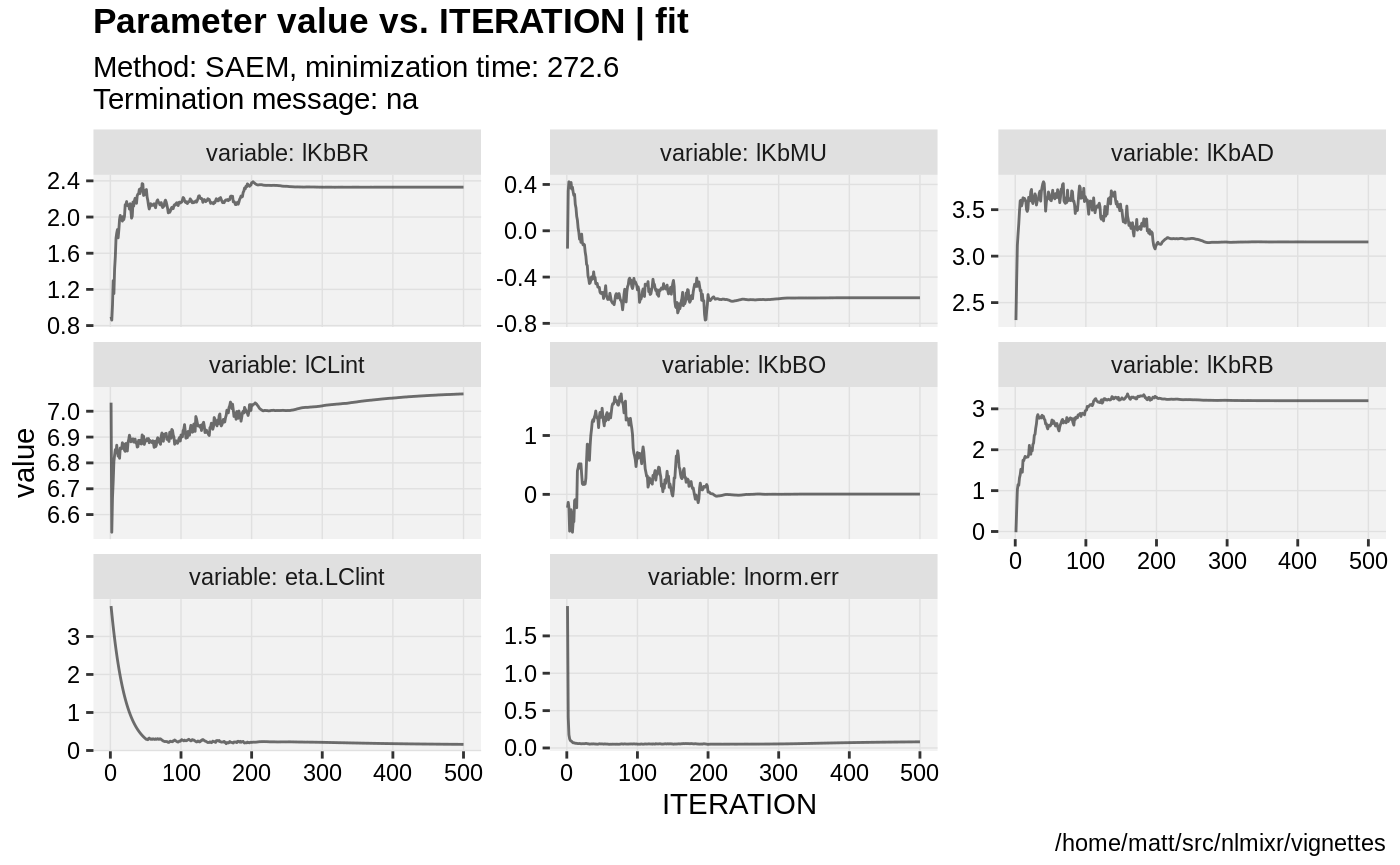 Parameter value vs. ITERATION | fit
Method: SAEM, minimization time: 272.6
Termination message: na
variable: lKbBR
variable: lKbMU
variable: lKbAD
2.4
2.0
1.6
1.2
0.8
0.4
0.0
-0.4
-0.8
3.5
3.0
2.5
variable: lCLint
variable: lKbBO
variable: lKbRB
7.0
6.9
6.8
6.7
6.6
1
0
3
2
1
0
0 100 200 300 400 500
variable: eta.LClint
variable: lnorm.err
3
2
1
0
1.5
1.0
0.5
0.0
0 100 200 300 400 500
0 100 200 300 400 500
value
ITERATION
/home/matt/src/nlmixr/vignettes